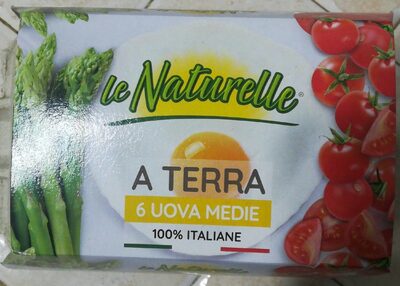 le Naturelle®
A TERRA
6 UOVA MEDIE
100% ITALIANE